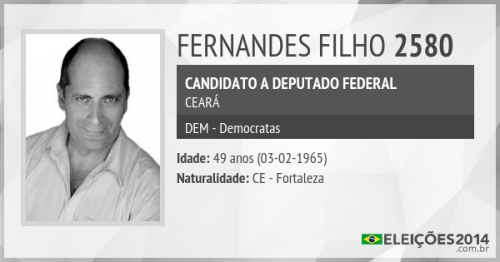 FERNANDES FILHO 2580
CANDIDATO A DEPUTADO FEDERAL
CEARÁ
DEM - Democratas
Idade: 49 anos (03-02-1965)
Naturalidade: CE - Fortaleza
ELEIÇÕES2014
.com.br